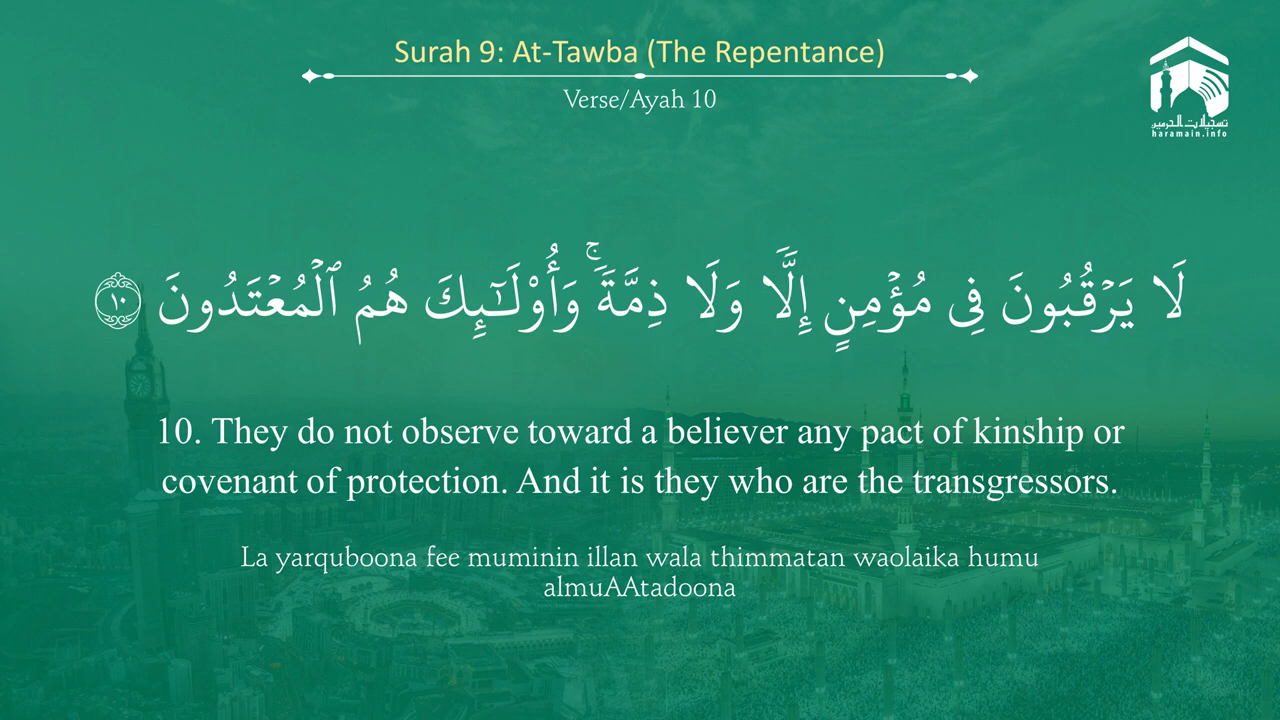 Surah 9: At-Tawba (The Repentance)
Verse/Ayah 10
تسجيلات الحرمين
haramain.info
لَا يَرْقُبُونَ فِى مُؤْمِنٍ إِلًّا وَلَا ذِمَّةً ۚ وَأُو۟لَـٰٓئِكَ هُمُ ٱلْمُعْتَدُونَ ١٠
10. They do not observe toward a believer any pact of kinship or
covenant of protection. And it is they who are the transgressors.
La yarquboona fee muminin illan wala thimmatan waolaika humu
almuAAtadoona